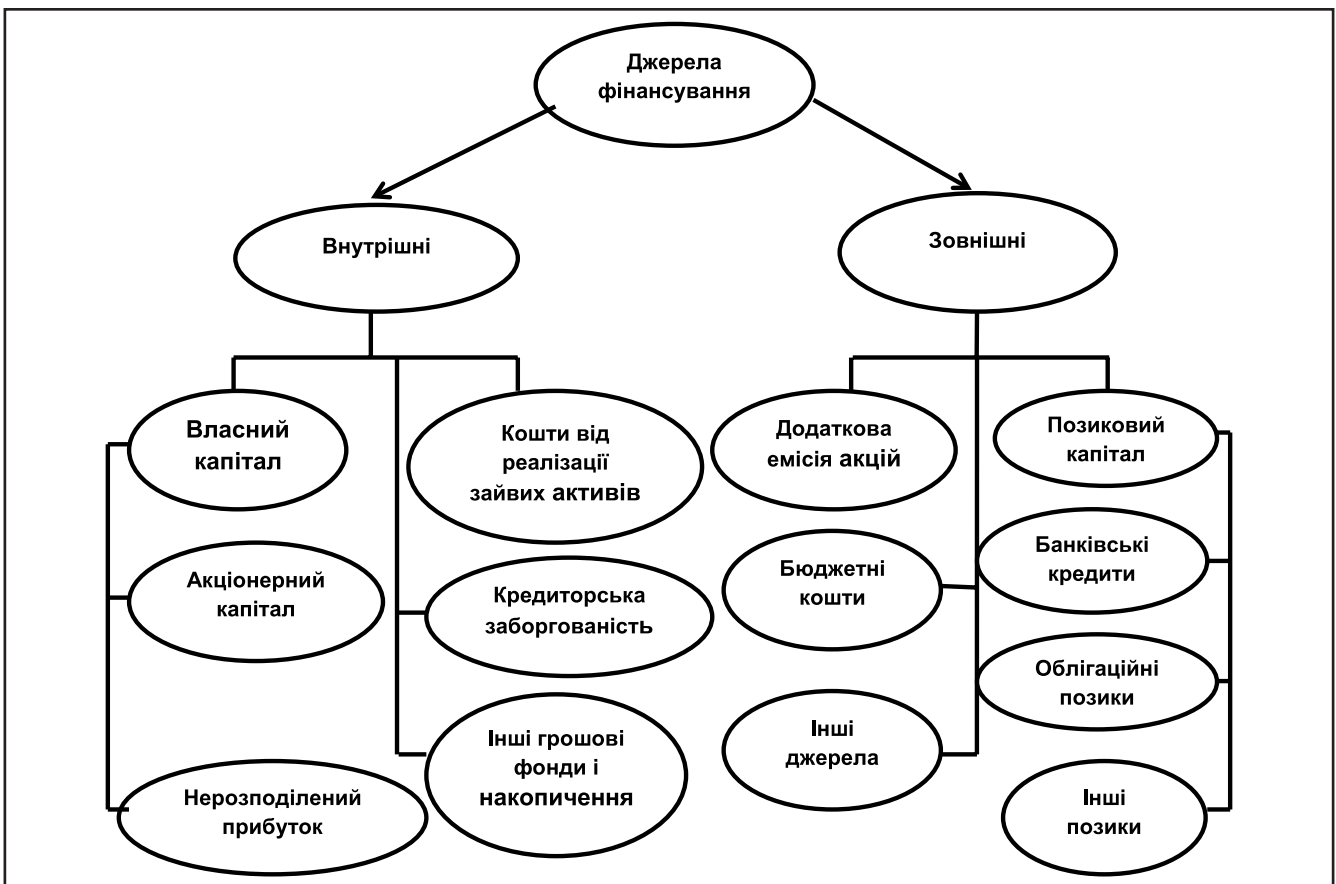 Джерела
фінансування
Внутрішні
Зовнішні
Власний
капітал
Кошти від
реалізації
зайвих активів
Додаткова
емісія акцій
Позиковий
капітал
Акціонерний
капітал
Кредиторська
заборгованість
Бюджетні
кошти
Банківські
кредити
Облігаційні
позики
Нерозподілений
прибуток
Інші грошові
фонди і
накопичення
Інші
джерела
Інші
позики